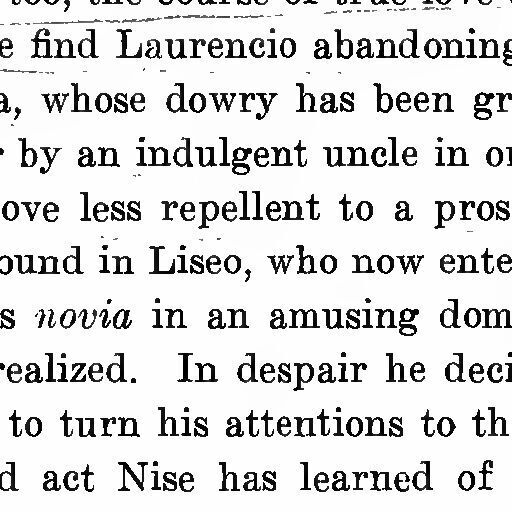 too, the course of true love
e find Laurencio abandoning
a, whose dowry has been gr
by an indulgent uncle in or
ove less repellent to a pros
ound in Liseo, who now ente
s novia in an amusing dom
realized. In despair he deci
to turn his attentions to th
d act Nise has learned of